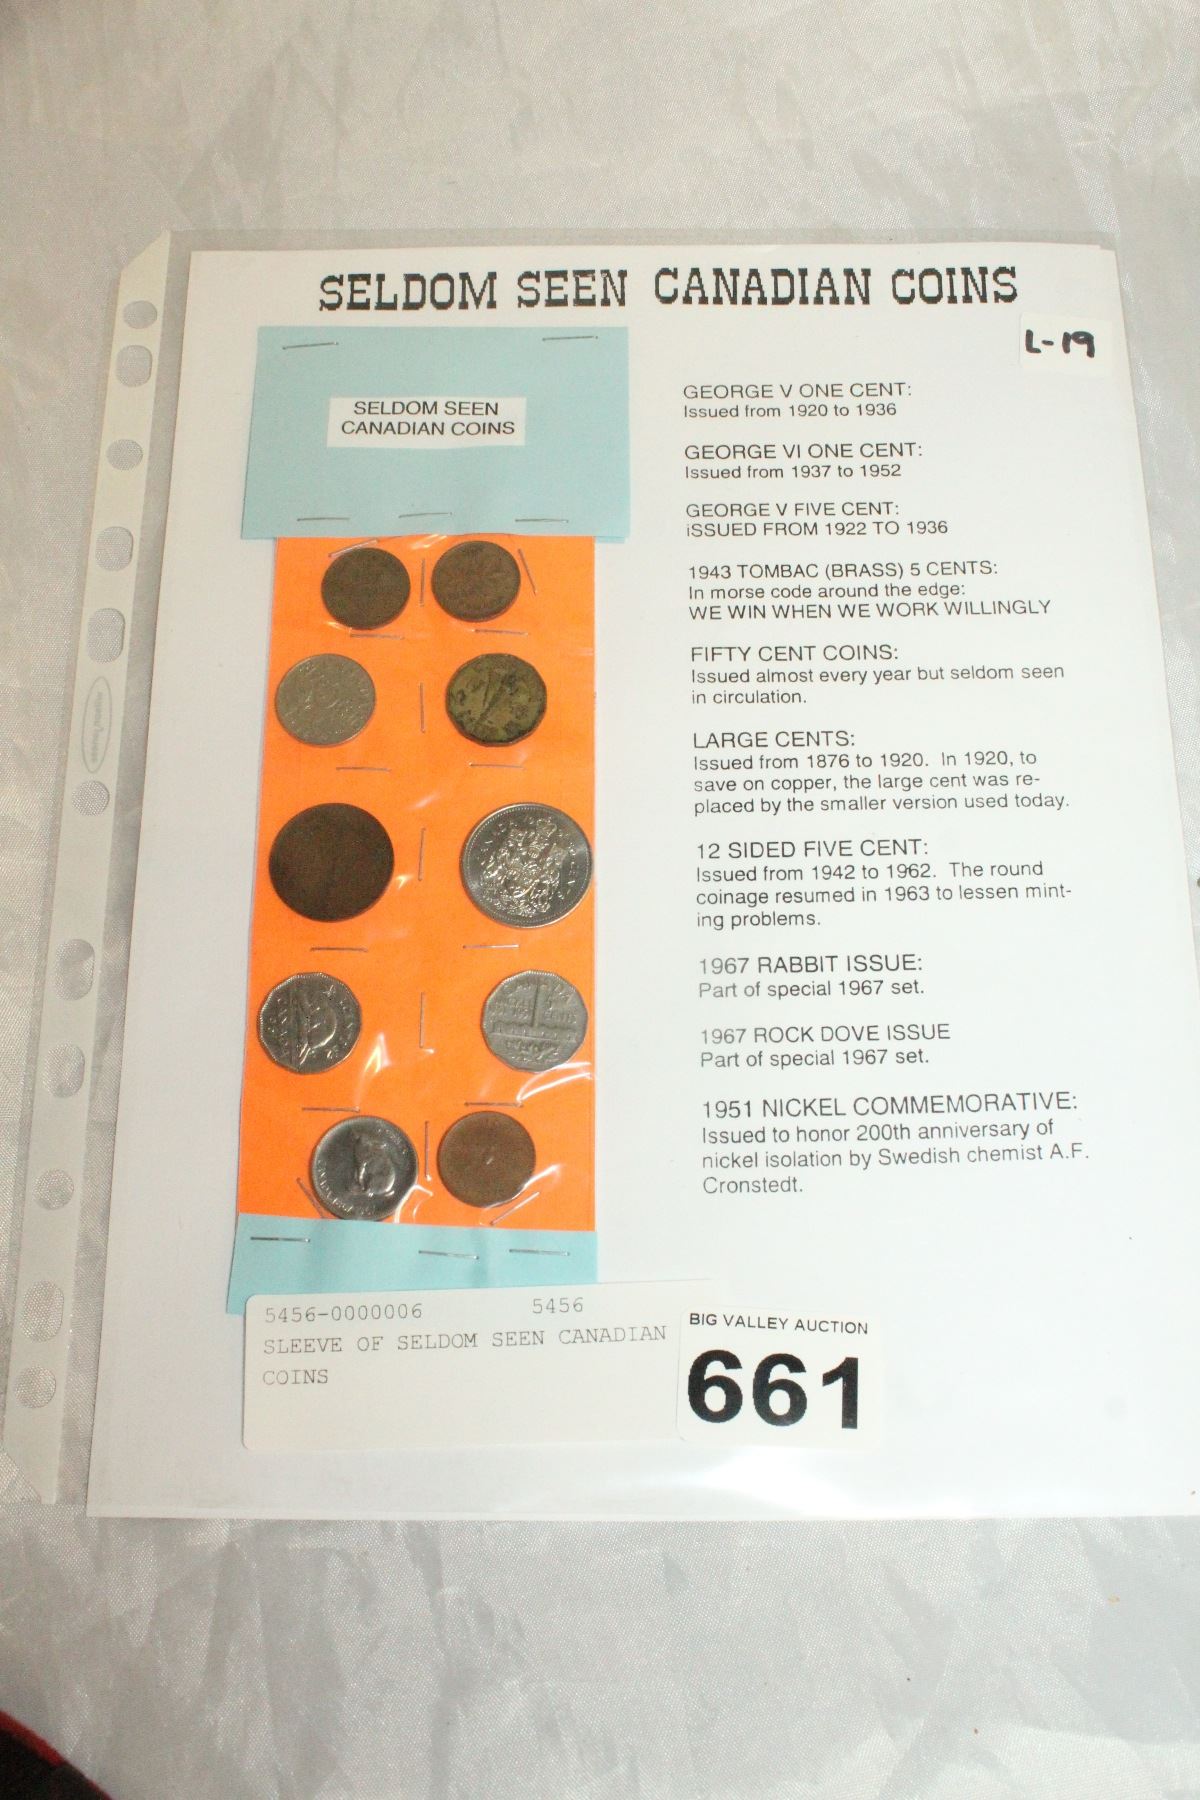 SELDOM SEEN CANADIAN COINS
L-19
SELDOM SEEN
CANADIAN COINS
GEORGE V ONE CENT:
Issued from 1920 to 1936
GEORGE VI ONE CENT:
Issued from 1937 to 1952
GEORGE V FIVE CENT:
iSSUED FROM 1922 TO 1936
1943 TOMBAC (BRASS) 5 CENTS:
In morse code around the edge:
WE WIN WHEN WE WORK WILLINGLY
FIFTY CENT COINS:
Issued almost every year but seldom seen
in circulation.
LARGE CENTS:
Issued from 1876 to 1920. In 1920, to
save on copper, the large cent was re-
placed by the smaller version used today.
12 SIDED FIVE CENT:
Issued from 1942 to 1962. The round
coinage resumed in 1963 to lessen mint-
ing problems.
1967 RABBIT ISSUE:
Part of special 1967 set.
1967 ROCK DOVE ISSUE
Part of special 1967 set.
1951 NICKEL COMMEMORATIVE:
Issued to honor 200th anniversary of
nickel isolation by Swedish chemist A.F.
Cronstedt.
5456-0000006 5456
SLEEVE OF SELDOM SEEN CANADIAN
COINS
BIG VALLEY AUCTION
661